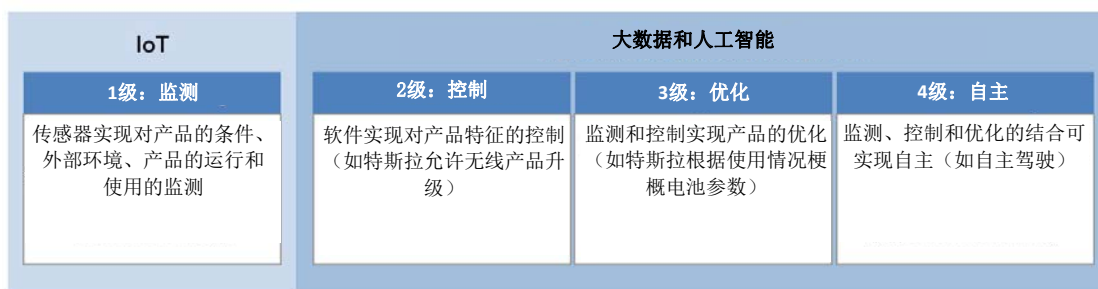 IoT
大数据和人工智能
1级：监测
2级：控制
3级：优化
4级：自主
传感器实现对产品的条件、
外部环境、产品的运行和
使用的监测
软件实现对产品特征的控制
（如特斯拉允许无线产品升
级）
监测和控制实现产品的优化
（如特斯拉根据使用情况梗
概电池参数）
监测、控制和优化的结合可
实现自主（如自主驾驶）